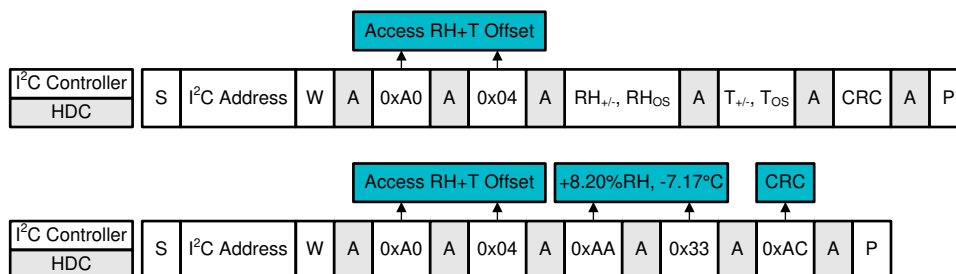 Access RH+T Offset
I²C Controller
HDC
S I²C Address W A 0xA0 A 0x04 A RH+/-, RHOS A T+/-, TOS A CRC A P
Access RH+T Offset +8.20%RH, -7.17°C CRC
I²C Controller
HDC
S I²C Address W A 0xA0 A 0x04 A 0xAA A 0x33 A 0xAC A P